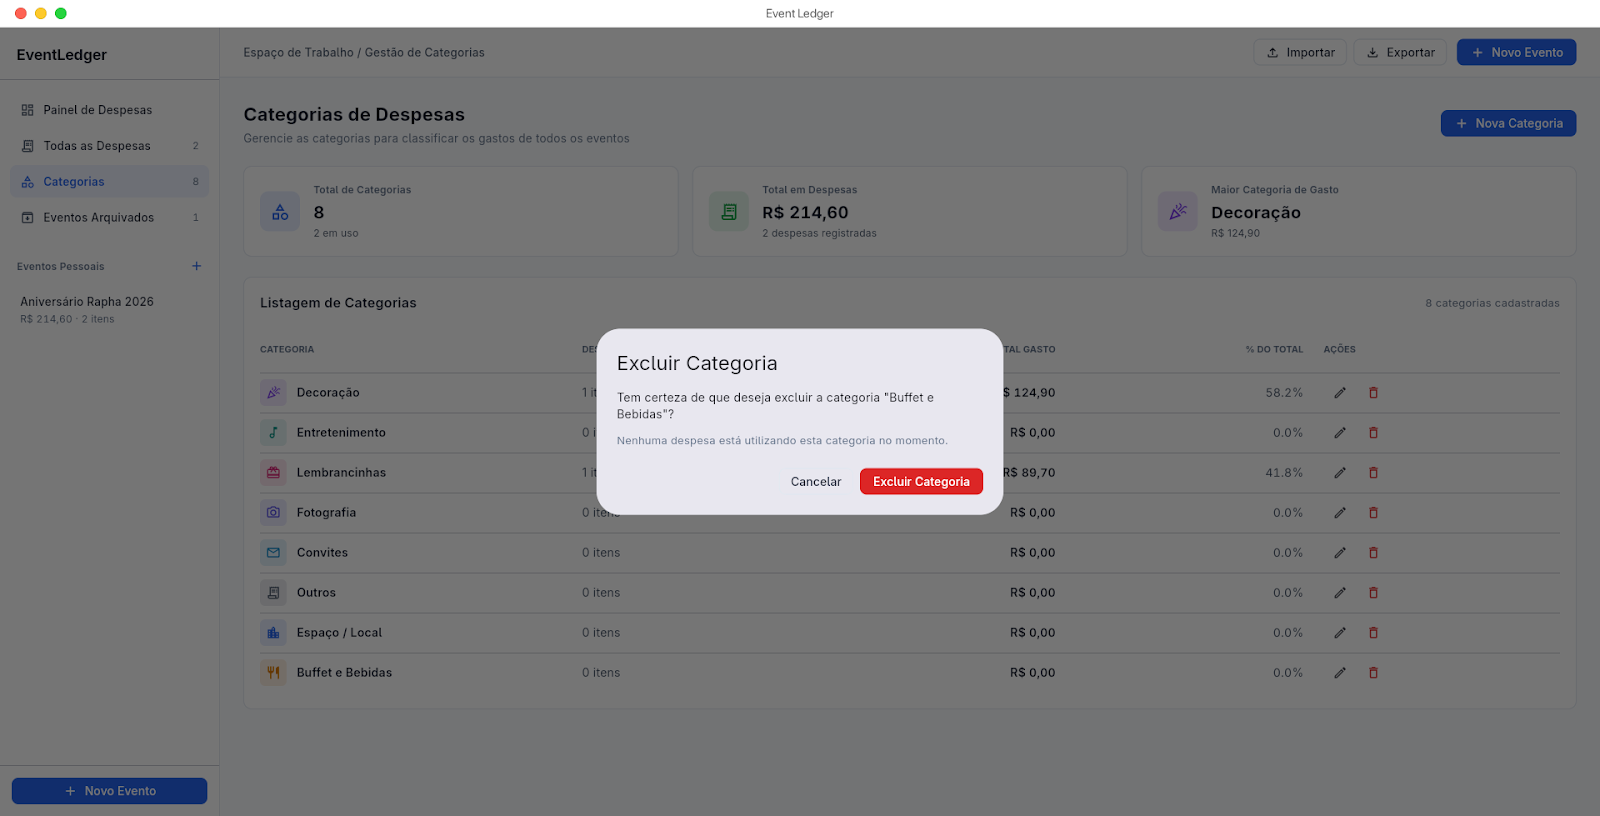 Event Ledger
EventLedger
Espaço de Trabalho / Gestão de Categorias
Importar
Exportar
+ Novo Evento
Painel de Despesas
Todas as Despesas 2
Categorias 8
Eventos Arquivados 1
Eventos Pessoais +
Aniversário Rapha 2026
R$ 214,60 · 2 itens
+ Novo Evento
Categorias de Despesas
Gerencie as categorias para classificar os gastos de todos os eventos
+ Nova Categoria
Total de Categorias
8
2 em uso
Total em Despesas
R$ 214,60
2 despesas registradas
Maior Categoria de Gasto
Decoração
R$ 124,90
Listagem de Categorias
8 categorias cadastradas
CATEGORIA % DO TOTAL AÇÕES
Decoração 124,90 58.2%
Entretenimento R$ 0,00 0.0%
Lembrancinhas R$ 89,70 41.8%
Fotografia R$ 0,00 0.0%
Convites 0 itens R$ 0,00 0.0%
Outros 0 itens R$ 0,00 0.0%
Espaço / Local 0 itens R$ 0,00 0.0%
Buffet e Bebidas 0 itens R$ 0,00 0.0%
Excluir Categoria
Tem certeza de que deseja excluir a categoria "Buffet e
Bebidas"?
Nenhuma despesa está utilizando esta categoria no momento.
Cancelar
Excluir Categoria